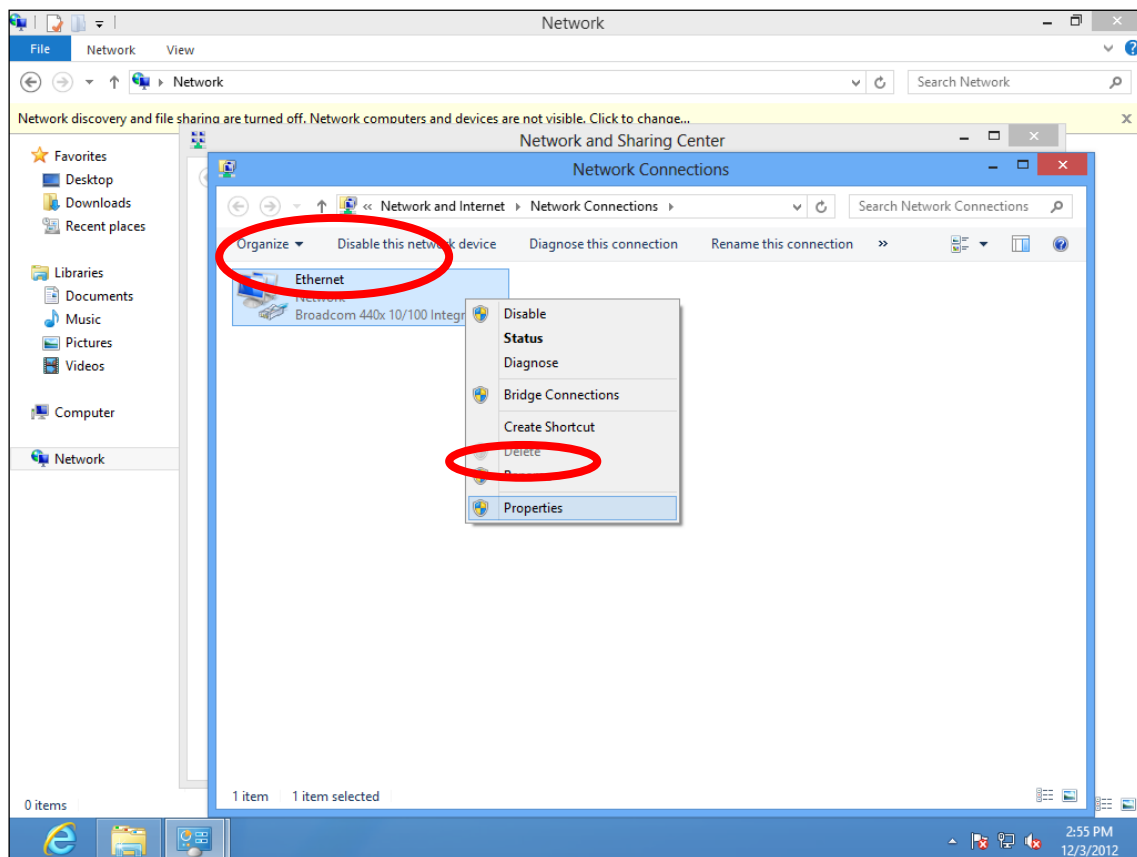 Network
File Network View
Network Search Network
Network discovery and file sharing are turned off. Network computers and devices are not visible. Click to change...
Network and Sharing Center
Network Connections
« Network and Internet Network Connections Search Network Connections
Organize Disable this network device Diagnose this connection Rename this connection »
Favorites
Desktop
Downloads
Recent places
Libraries
Documents
Music
Pictures
Videos
Computer
Network
Ethernet
Network
Broadcom 440x 10/100 Integr
Disable
Status
Diagnose
Bridge Connections
Create Shortcut
Delete
Properties
1 item 1 item selected
0 items
2:55 PM
12/3/2012